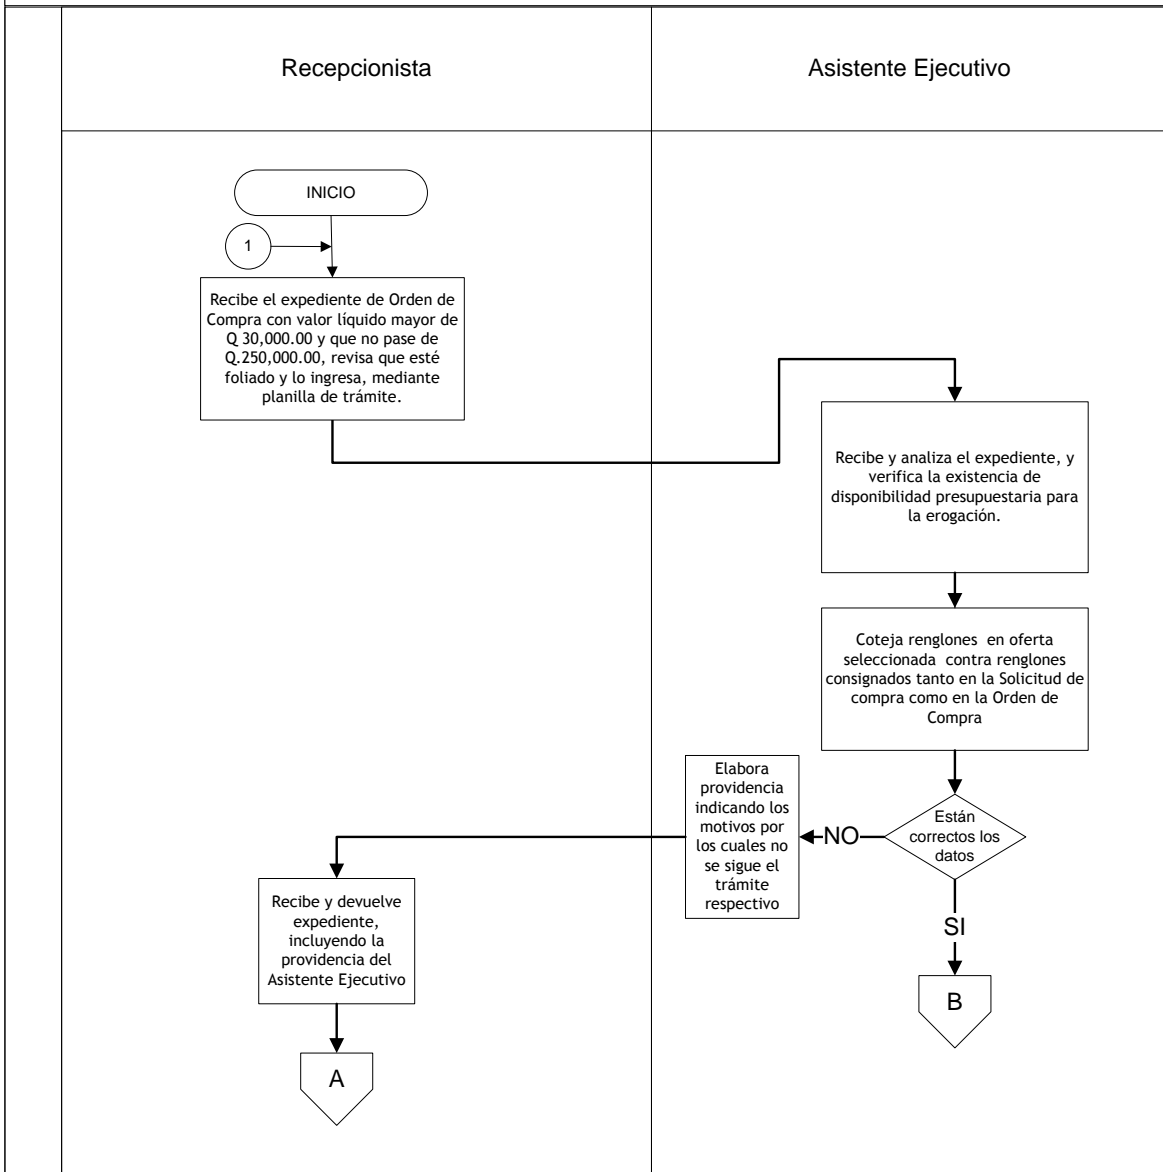 Recepcionista
Asistente Ejecutivo
INICIO
1
Recibe el expediente de Orden de
Compra con valor líquido mayor de
Q 30,000.00 y que no pase de
Q.250,000.00, revisa que esté
foliado y lo ingresa, mediante
planilla de trámite.
Recibe y analiza el expediente, y
verifica la existencia de
disponibilidad presupuestaria para
la erogación.
Coteja renglones en oferta
seleccionada contra renglones
consignados tanto en la Solicitud de
compra como en la Orden de
Compra
Están
correctos los
datos
NO
Elabora
providencia
indicando los
motivos por
los cuales no
se sigue el
trámite
respectivo
Recibe y devuelve
expediente,
incluyendo la
providencia del
Asistente Ejecutivo
A
SI
B